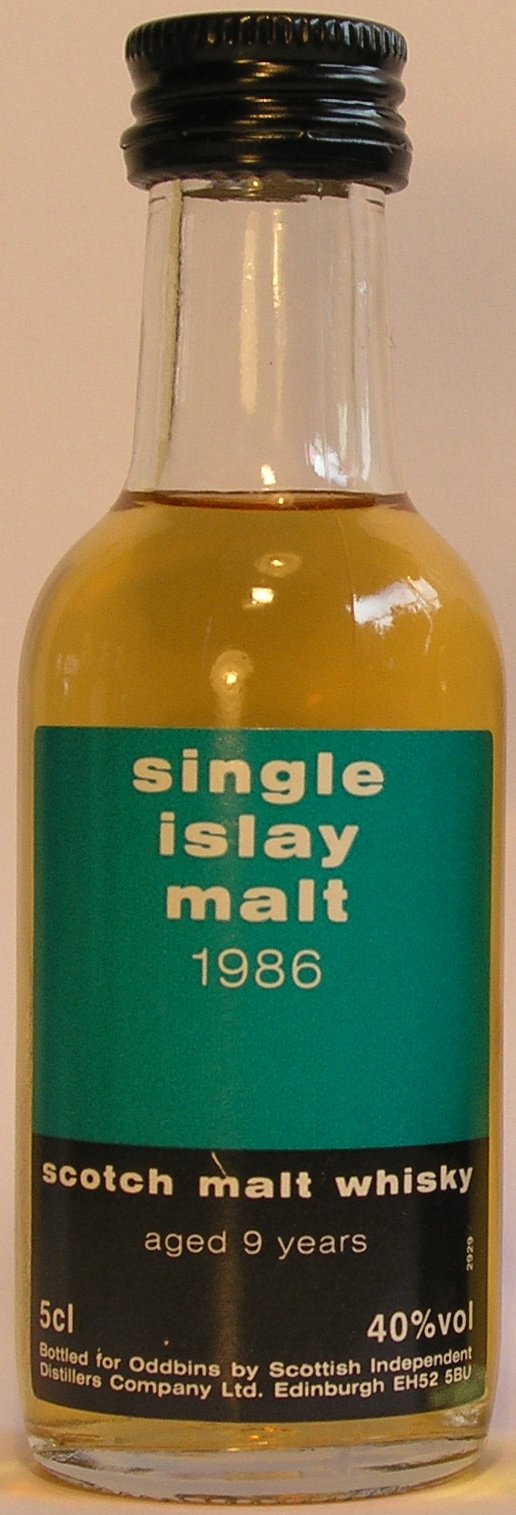 single
islay
malt
1986
scotch malt whisky
aged 9 years
2929
5cl 40%vol
Bottled for Oddbins by Scottish Independent
Distillers Company Ltd. Edinburgh EH52 5BU